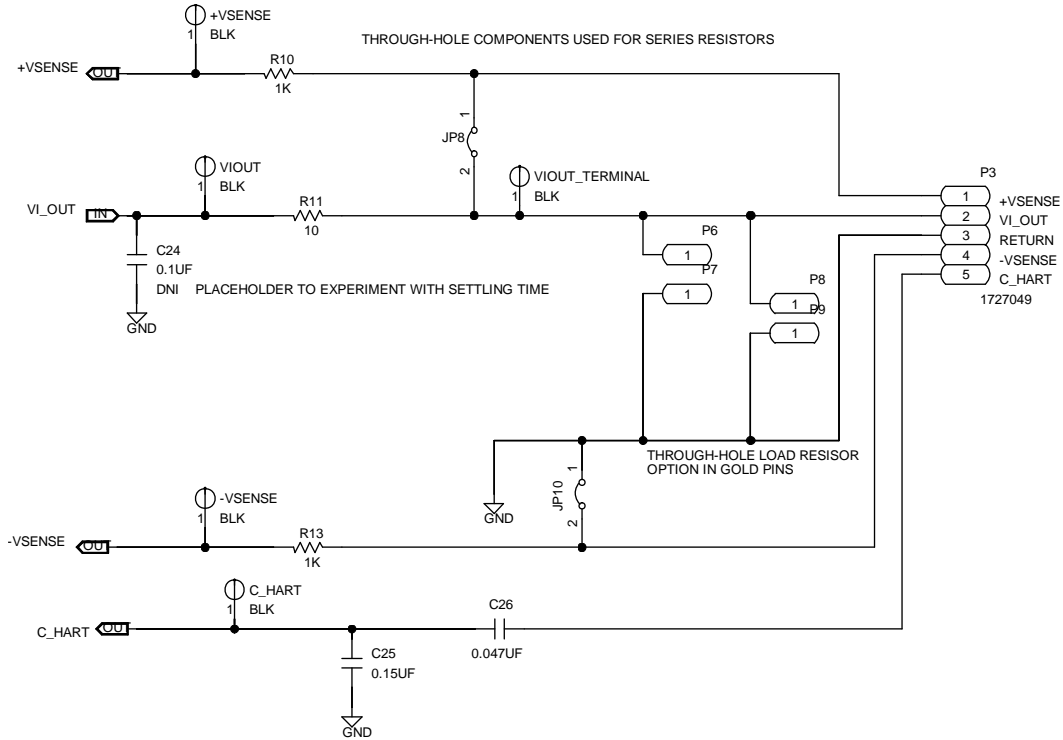 +VSENSE
1
BLK
THROUGH-HOLE COMPONENTS USED FOR SERIES RESISTORS
+VSENSE
OUT
R10
1K
1
JP8
2
VIOUT
1
BLK
VIOUT_TERMINAL
1
BLK
VI_OUT
IN
R11
10
C24
0.1UF
DNI PLACEHOLDER TO EXPERIMENT WITH SETTLING TIME
GND
P6
1
P7
1
P8
1
P9
1
P3
1 +VSENSE
2 VI_OUT
3 RETURN
4 -VSENSE
5 C_HART
1727049
THROUGH-HOLE LOAD RESISOR
OPTION IN GOLD PINS
GND
1
JP10
2
-VSENSE
1
BLK
-VSENSE
OUT
R13
1K
C_HART
1
BLK
C_HART
OUT
C26
0.047UF
C25
0.15UF
GND